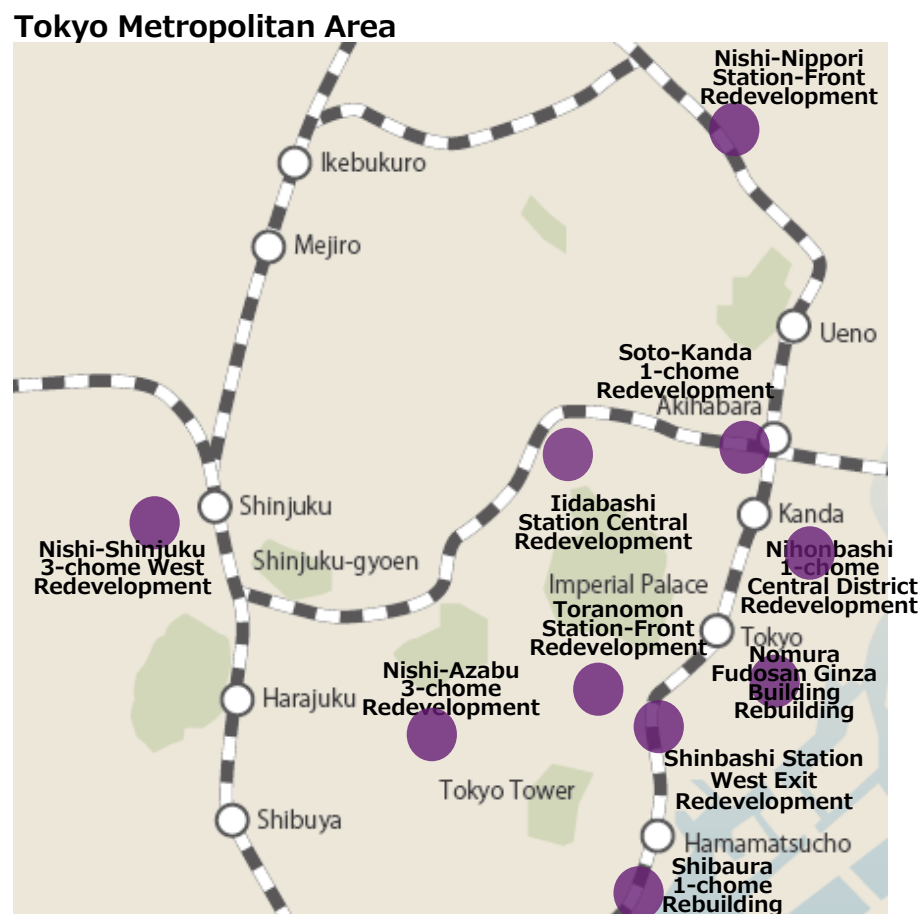 Tokyo Metropolitan Area
Nishi-Nippori
Station-Front
Redevelopment
Ikebukuro
Mejiro
Ueno
Soto-Kanda
1-chome
Redevelopment
Akihabara
Iidabashi
Station Central
Redevelopment
Shinjuku
Kanda
Nishi-Shinjuku
3-chome West
Redevelopment
Shinjuku-gyoen
Nihonbashi
1-chome
Central District
Redevelopment
Imperial Palace
Toranomon
Station-Front
Redevelopment
Tokyo
Nomura
Fudosan Ginza
Building
Rebuilding
Nishi-Azabu
3-chome
Redevelopment
Harajuku
Shinbashi Station
West Exit
Redevelopment
Tokyo Tower
Shibuya
Hamamatsucho
Shibaura
1-chome
Rebuilding